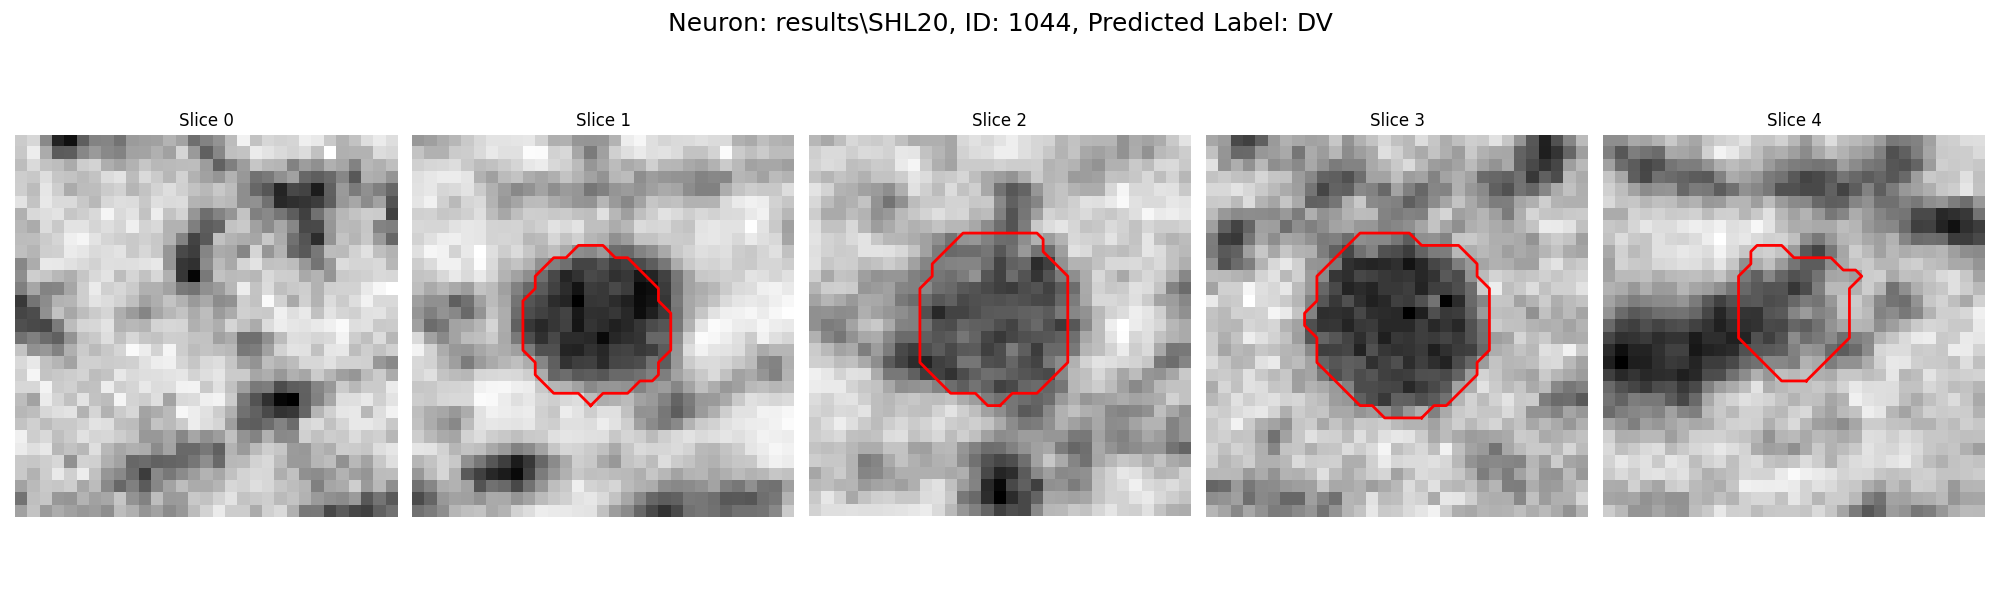 Neuron: results\SHL20, ID: 1044, Predicted Label: DV
Slice 0
Slice 1
Slice 2
Slice 3
Slice 4